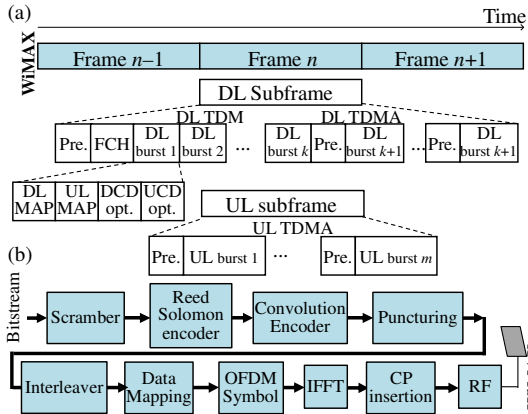 (a)
Time
WiMAX
Frame n–1 Frame n Frame n+1
DL Subframe
DL TDM DL TDMA
Pre. FCH DL burst 1 DL burst 2 ... DL burst k Pre. DL burst k+1 ... Pre. DL burst k+1
DL MAP UL MAP DCD opt. UCD opt.
UL subframe
UL TDMA
Pre. UL burst 1 ... Pre. UL burst m
(b)
Bitstream
Scramber
Reed Solomon encoder
Convolution Encoder
Puncturing
Interleaver
Data Mapping
OFDM Symbol
IFFT
CP insertion
RF